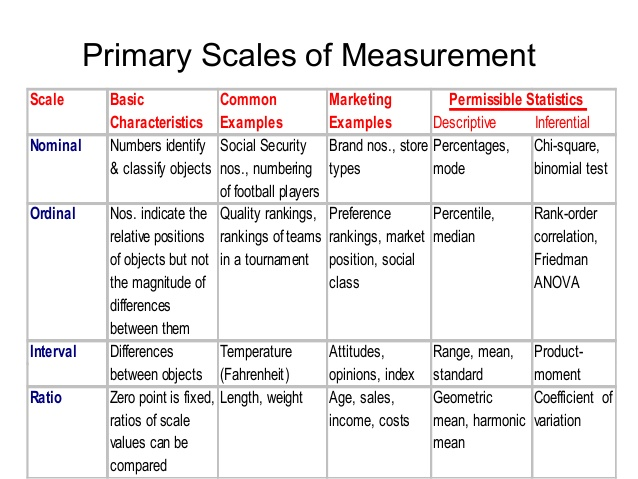 Primary Scales of Measurement
Scale
Basic
Characteristics
Common
Examples
Marketing
Examples
Permissible Statistics
Descriptive
Inferential
Nominal
Numbers identify
& classify objects
Social Security
nos., numbering
of football players
Brand nos., store
types
Percentages,
mode
Chi-square,
binomial test
Ordinal
Nos. indicate the
relative positions
of objects but not
the magnitude of
differences
between them
Quality rankings,
rankings of teams
in a tournament
Preference
rankings, market
position, social
class
Percentile,
median
Rank-order
correlation,
Friedman
ANOVA
Interval
Differences
between objects
Temperature
(Fahrenheit)
Attitudes,
opinions, index
Range, mean,
standard
Product-
moment
Ratio
Zero point is fixed,
ratios of scale
values can be
compared
Length, weight
Age, sales,
income, costs
Geometric
mean, harmonic
mean
Coefficient of
variation